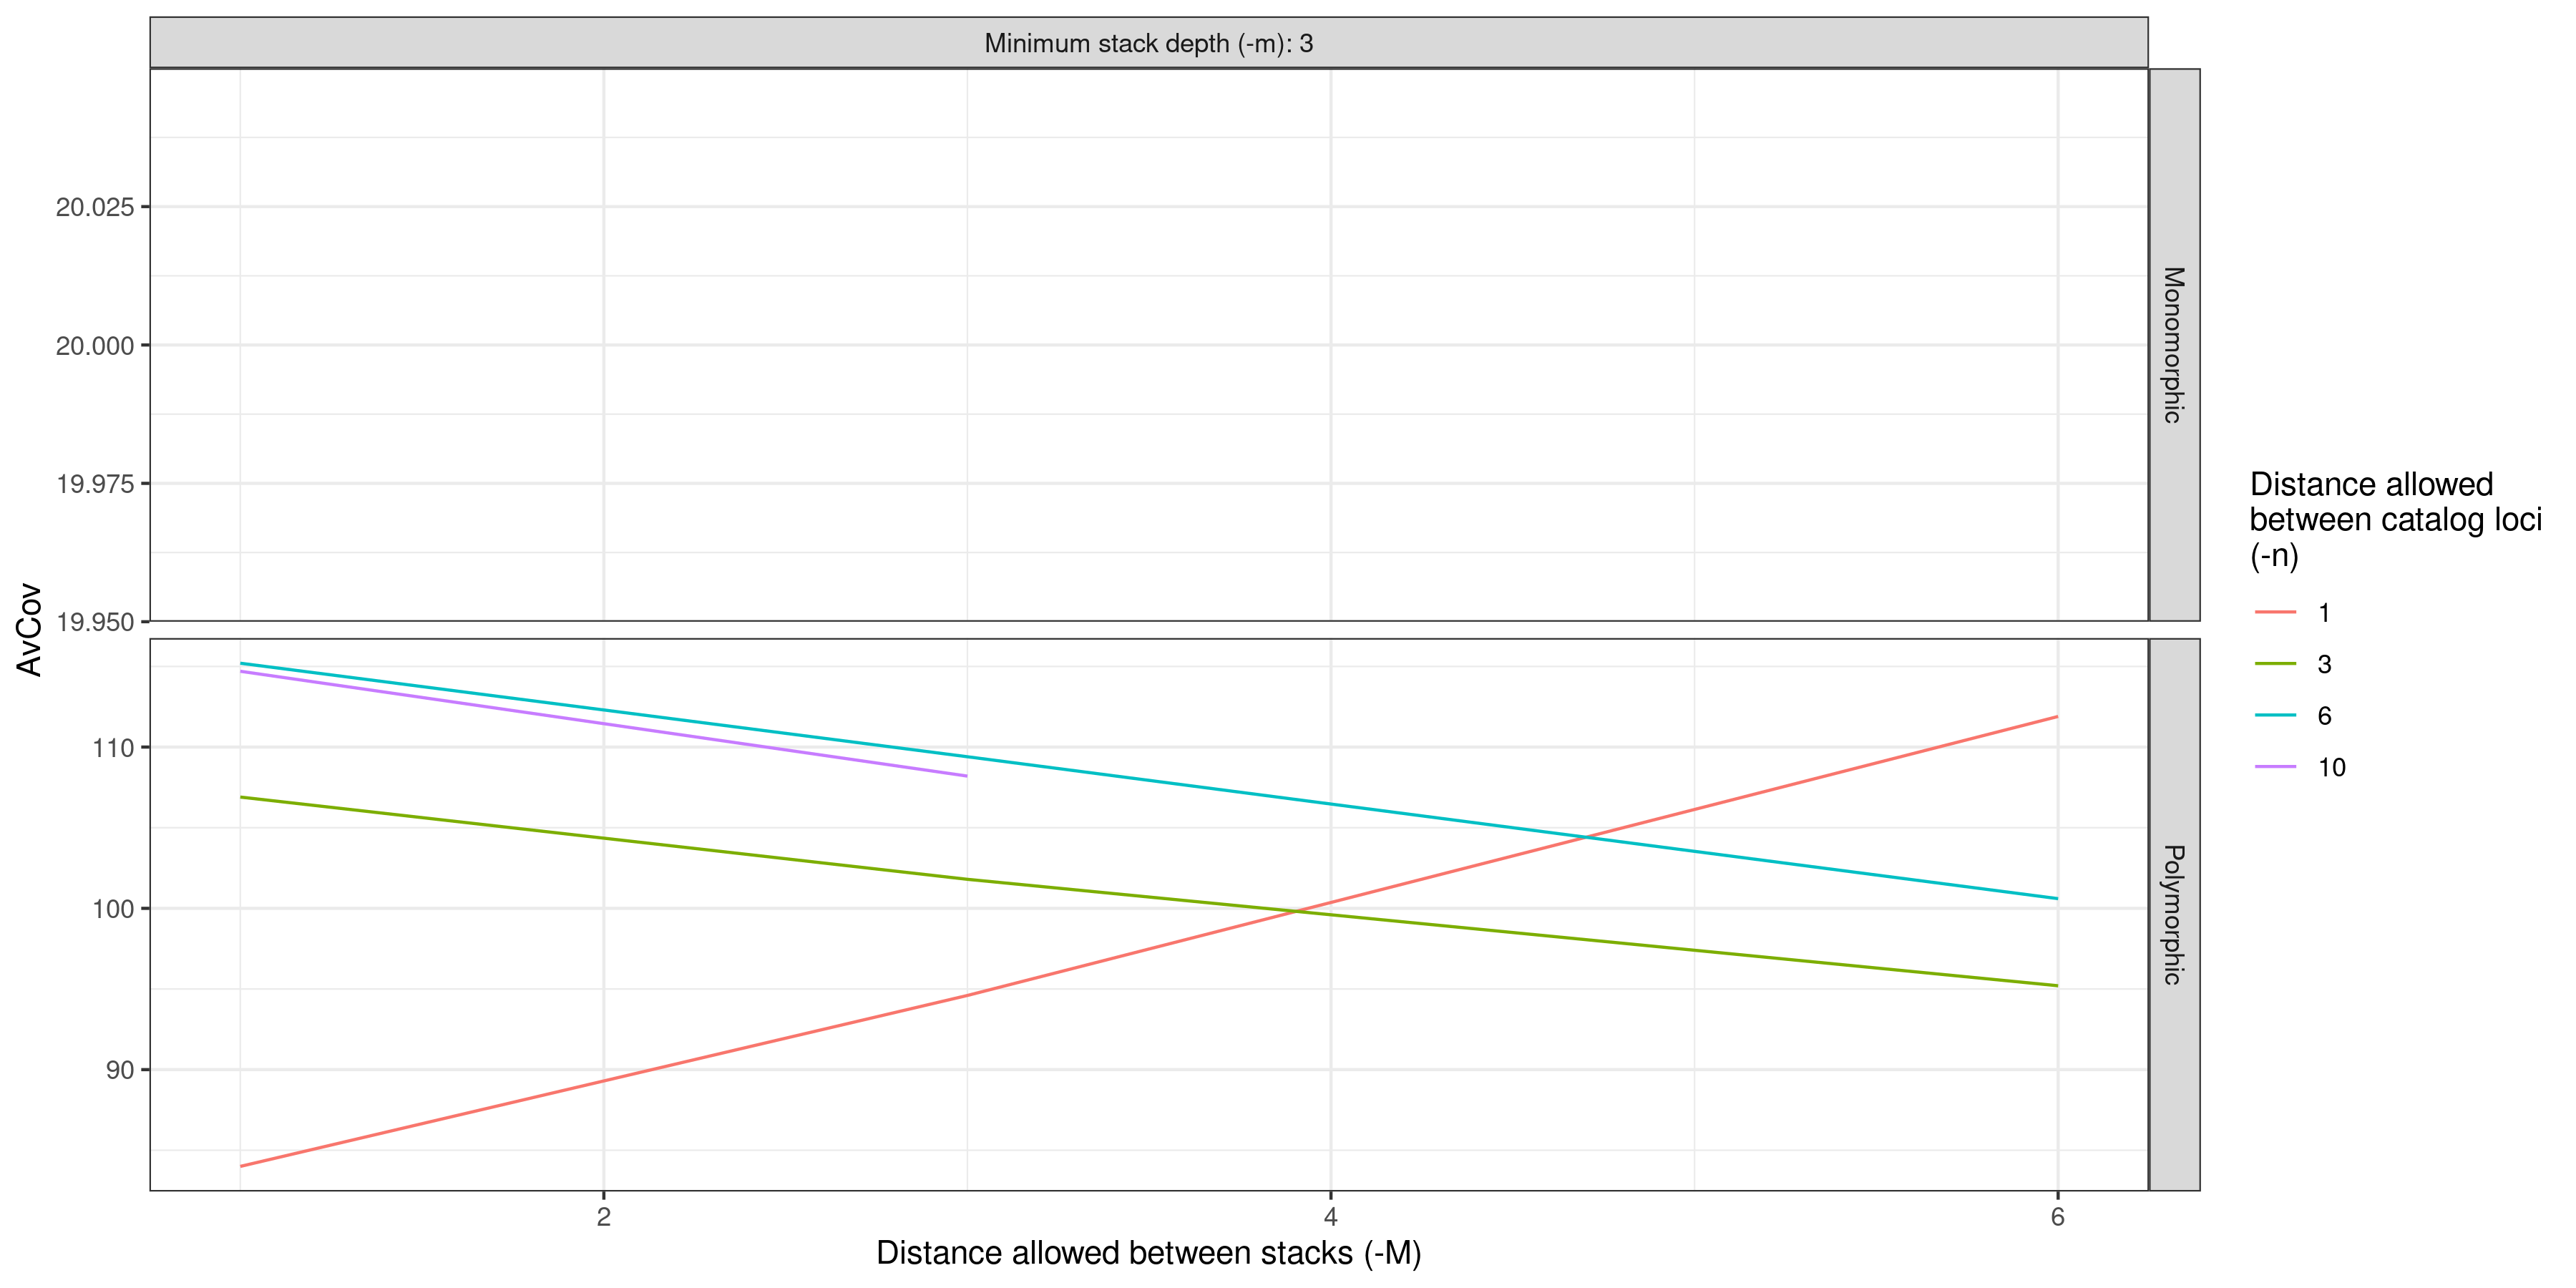 Minimum stack depth (-m): 3
20.025
20.000
19.975
19.950
Monomorphic
AvCov
110
100
90
Polymorphic
2
4
6
Distance allowed between stacks (-M)
Distance allowed
between catalog loci
(-n)
1
3
6
10